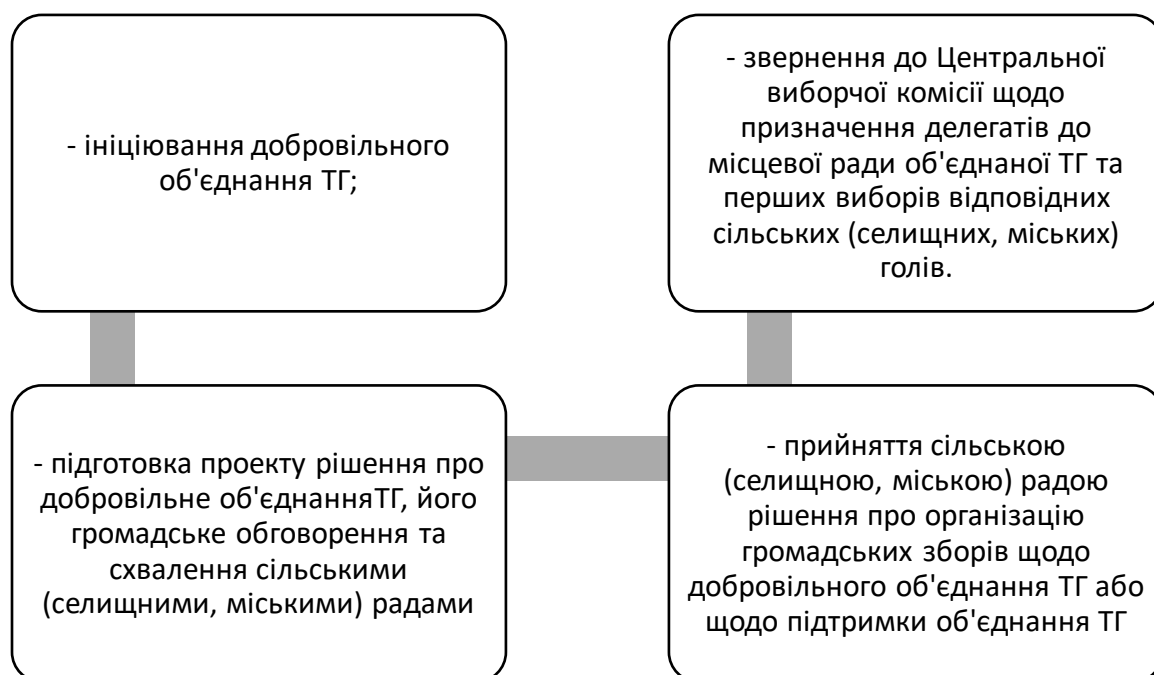 - ініціювання добровільного
об'єднання ТГ;
- підготовка проекту рішення про
добровільне об'єднанняТГ, його
громадське обговорення та
схвалення сільськими
(селищними, міськими) радами
- прийняття сільською
(селищною, міською) радою
рішення про організацію
громадських зборів щодо
добровільного об'єднання ТГ або
щодо підтримки об'єднання ТГ
- звернення до Центральної
виборчої комісії щодо
призначення делегатів до
місцевої ради об'єднаної ТГ та
перших виборів відповідних
сільських (селищних, міських)
голів.